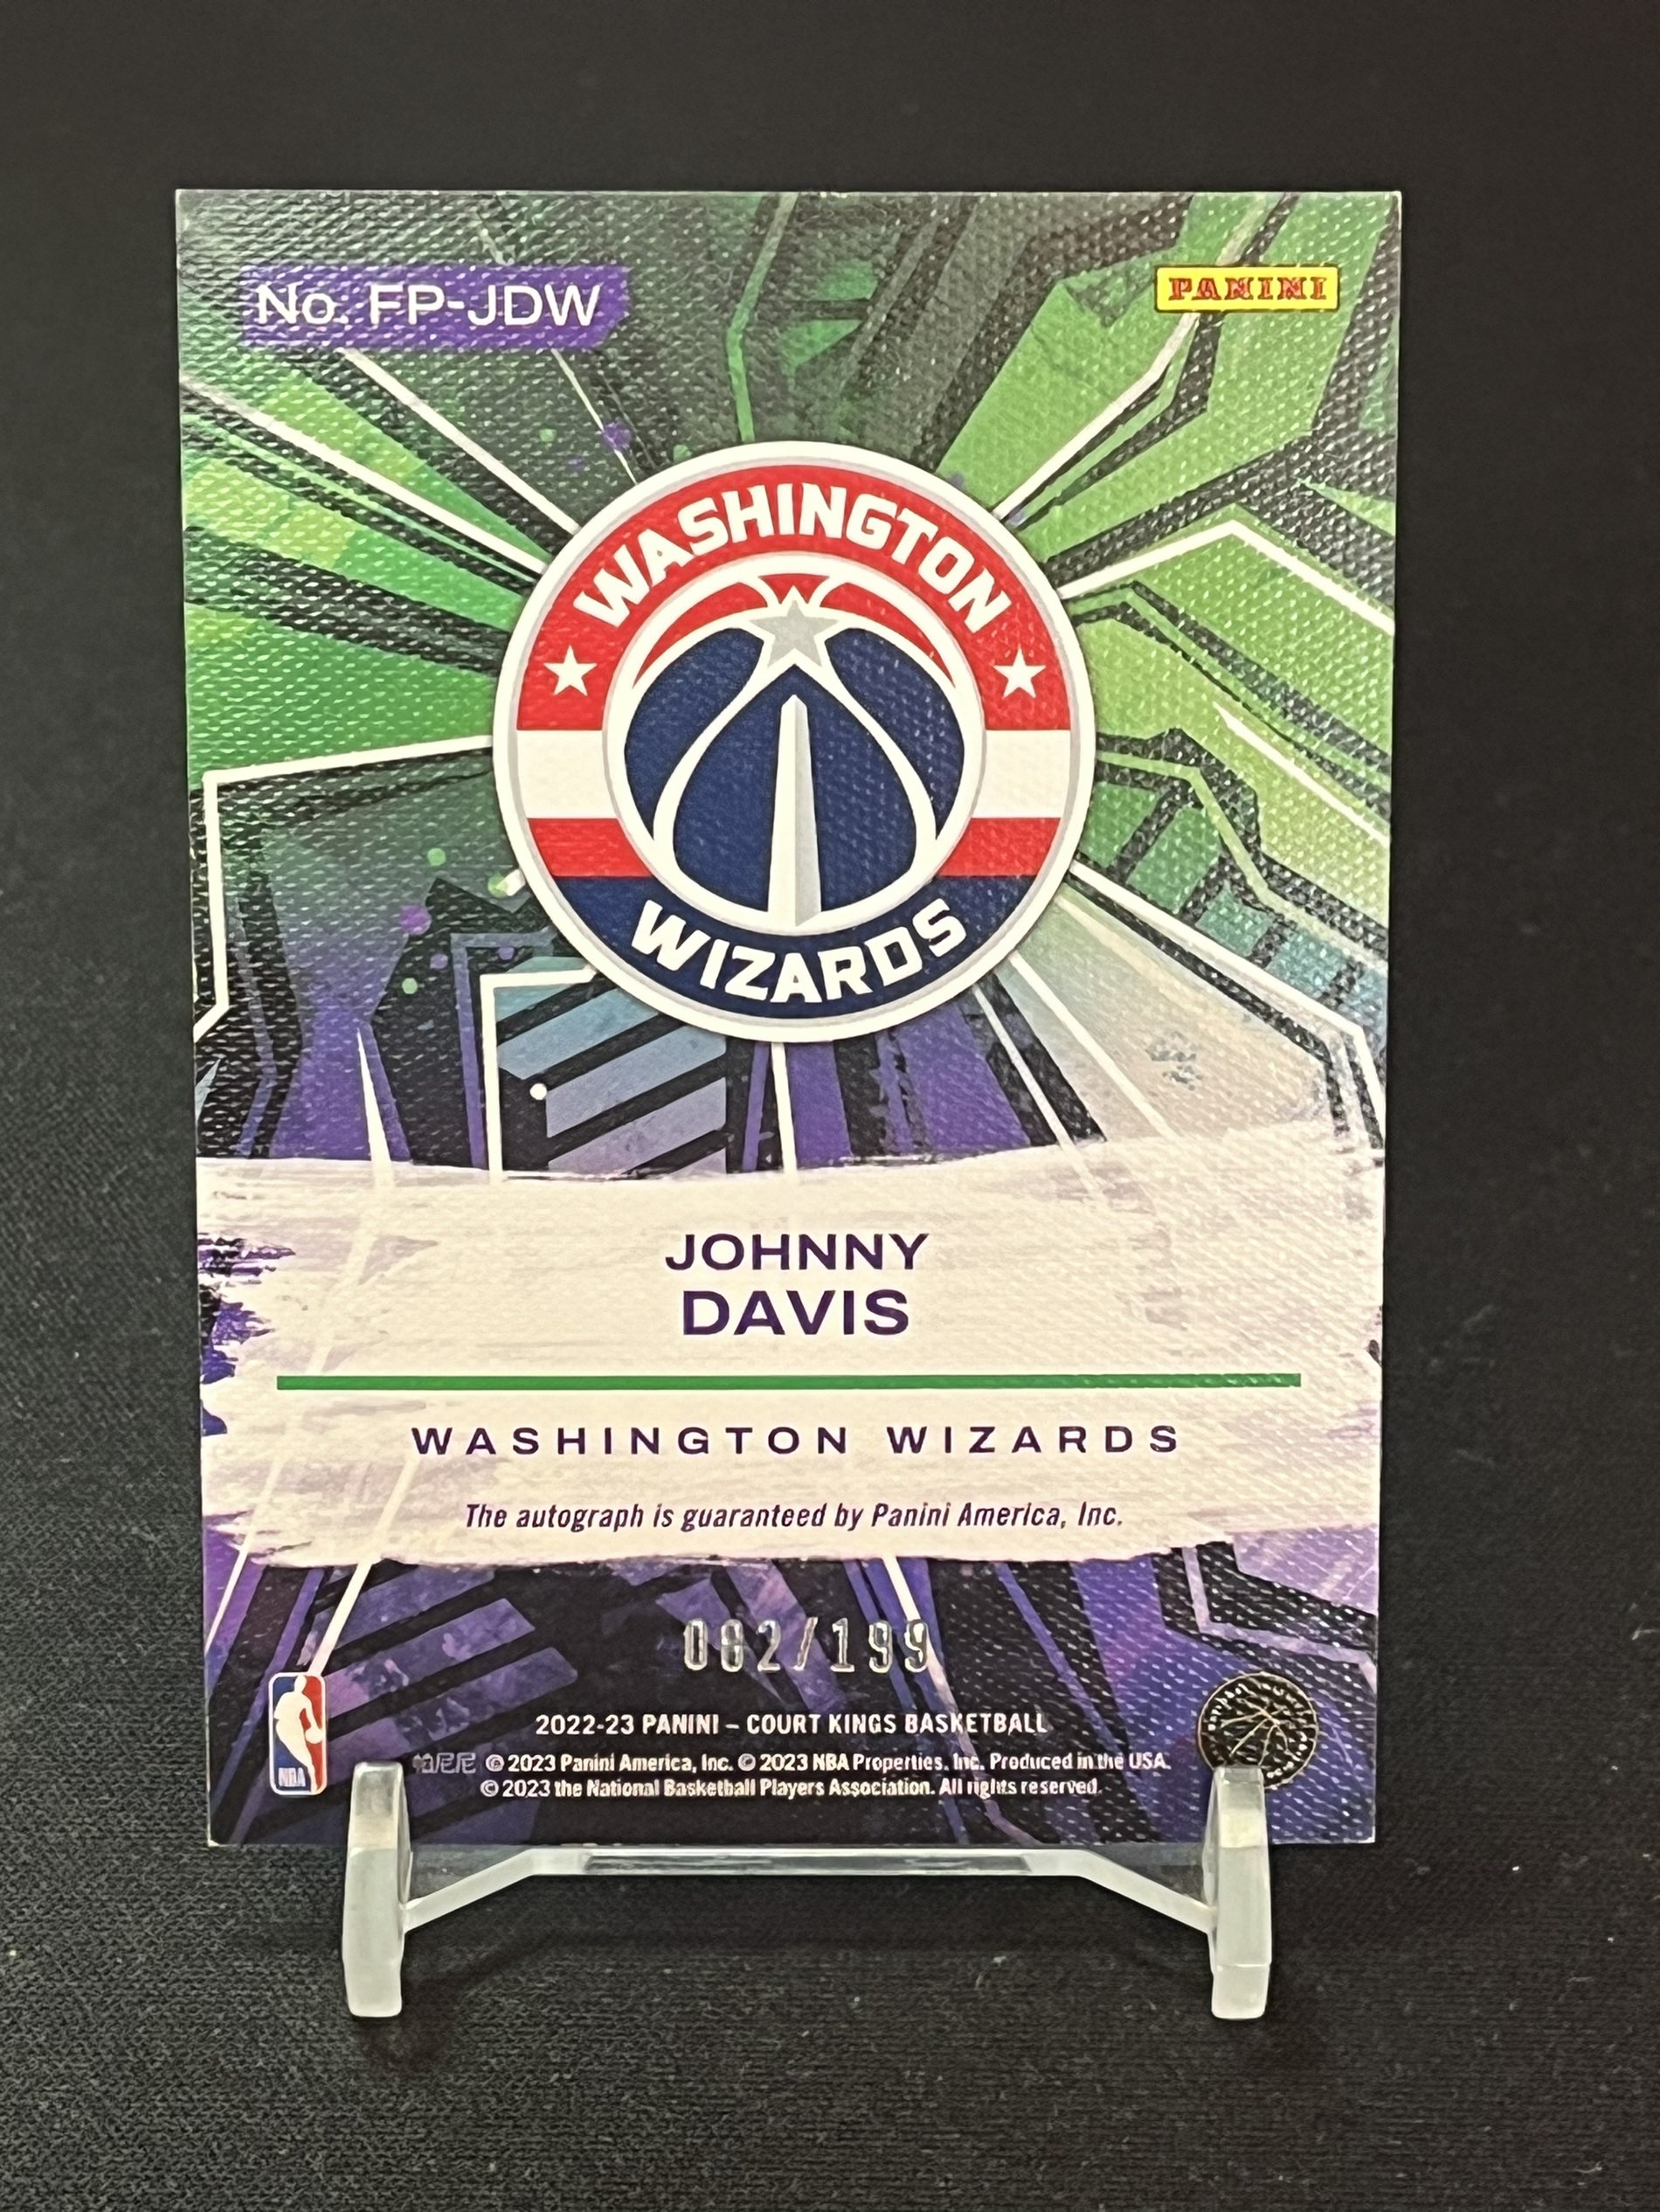 No. FP-JDW
PANINI
WASHINGTON
WIZARDS
JOHNNY
DAVIS
WASHINGTON WIZARDS
The autograph is guaranteed by Panini America, Inc.
082/199
2022-23 PANINI – COURT KINGS BASKETBALL
© 2023 Panini America, Inc. © 2023 NBA Properties, Inc. Produced in the USA.
© 2023 the National Basketball Players Association. All rights reserved.
NBA